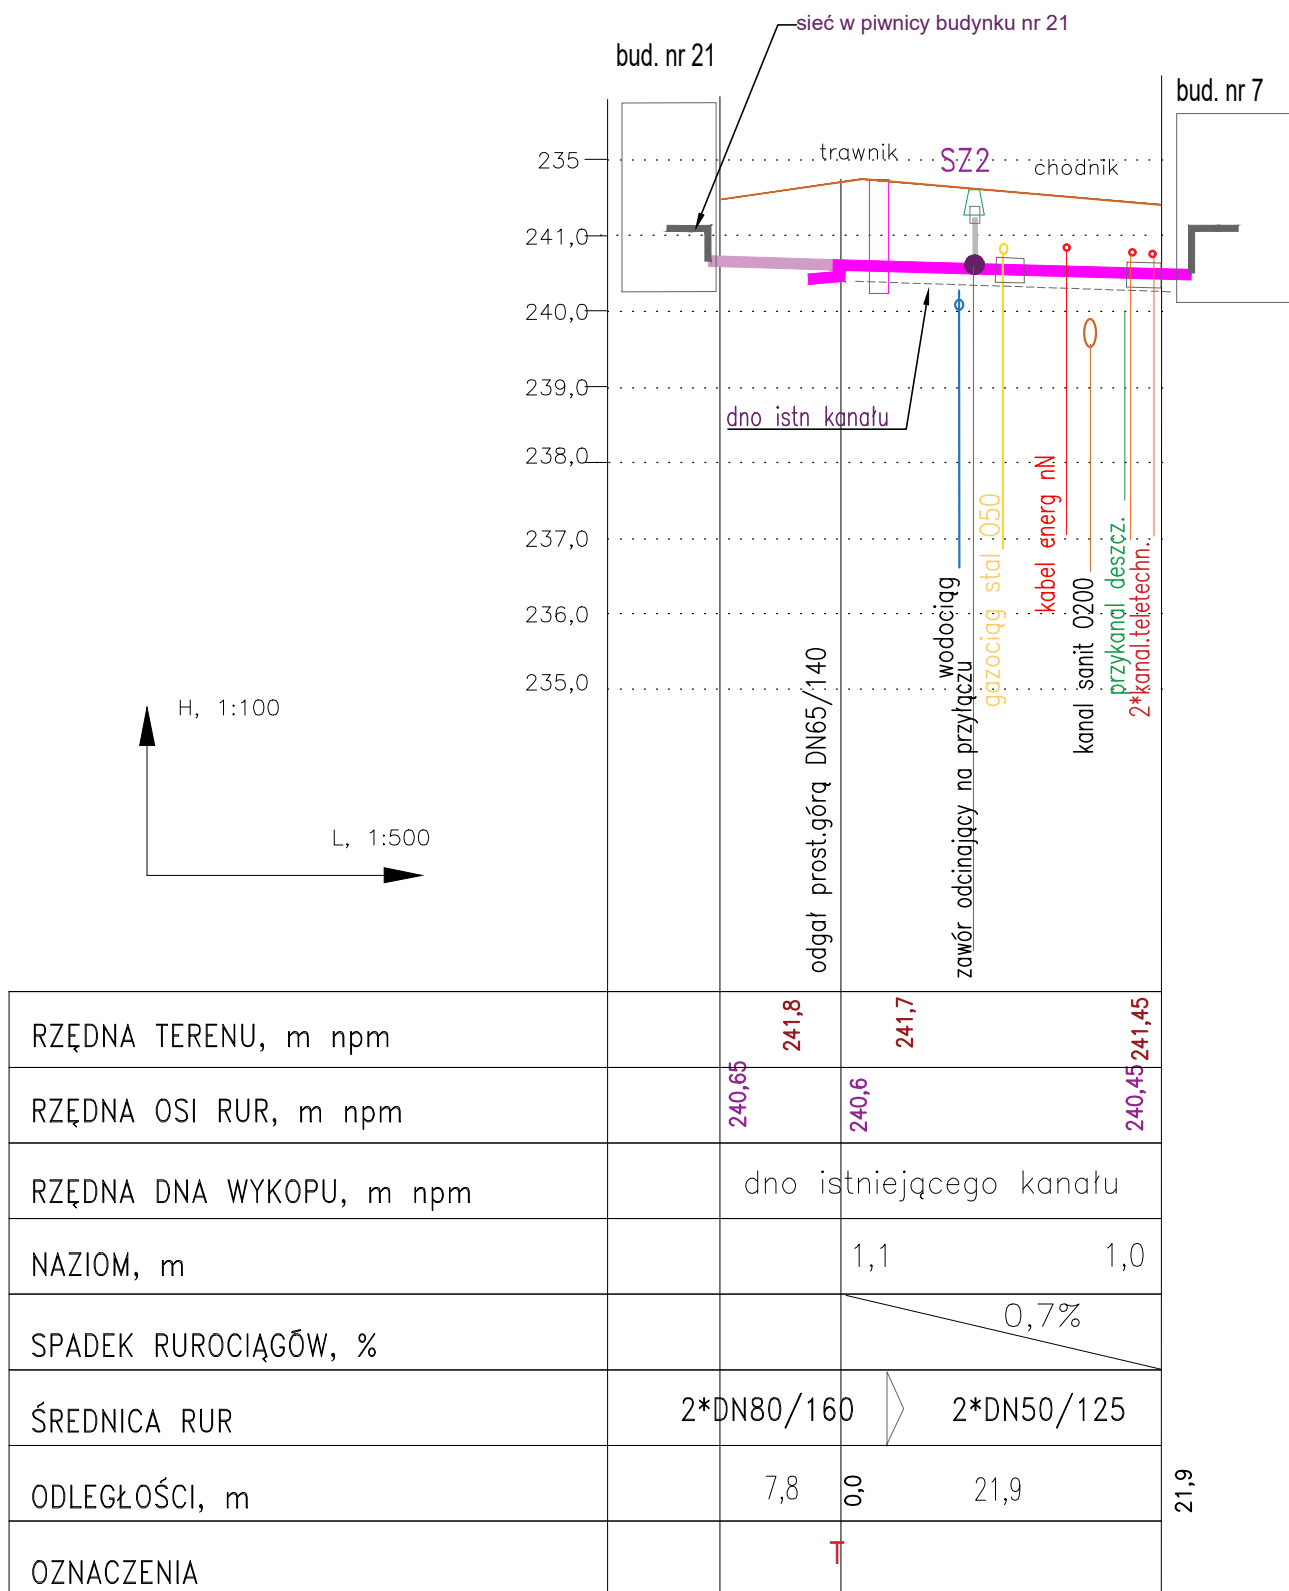 sieć w piwnicy budynku nr 21
bud. nr 21
bud. nr 7
trawnik
SZ2
chodnik
235
241,0
240,0
239,0
238,0
237,0
236,0
235,0
dno istn kanału
wodociąg
gazociąg stal O50
kabel energ nN
kanal sanit O200
przykanal deszcz.
2*kanal.teletechn.
odgał prost.górą DN65/140
zawór odcinający na przyłączu
H, 1:100
L, 1:500
RZĘDNA TERENU, m npm
241,8
241,7
241,45
RZĘDNA OSI RUR, m npm
240,65
240,6
240,45
RZĘDNA DNA WYKOPU, m npm
dno istniejącego kanału
NAZIOM, m
1,1
1,0
SPADEK RUROCIĄGÓW, %
0,7%
ŚREDNICA RUR
2*DN80/160
2*DN50/125
ODLEGŁOŚCI, m
7,8
0,0
21,9
21,9
OZNACZENIA
T